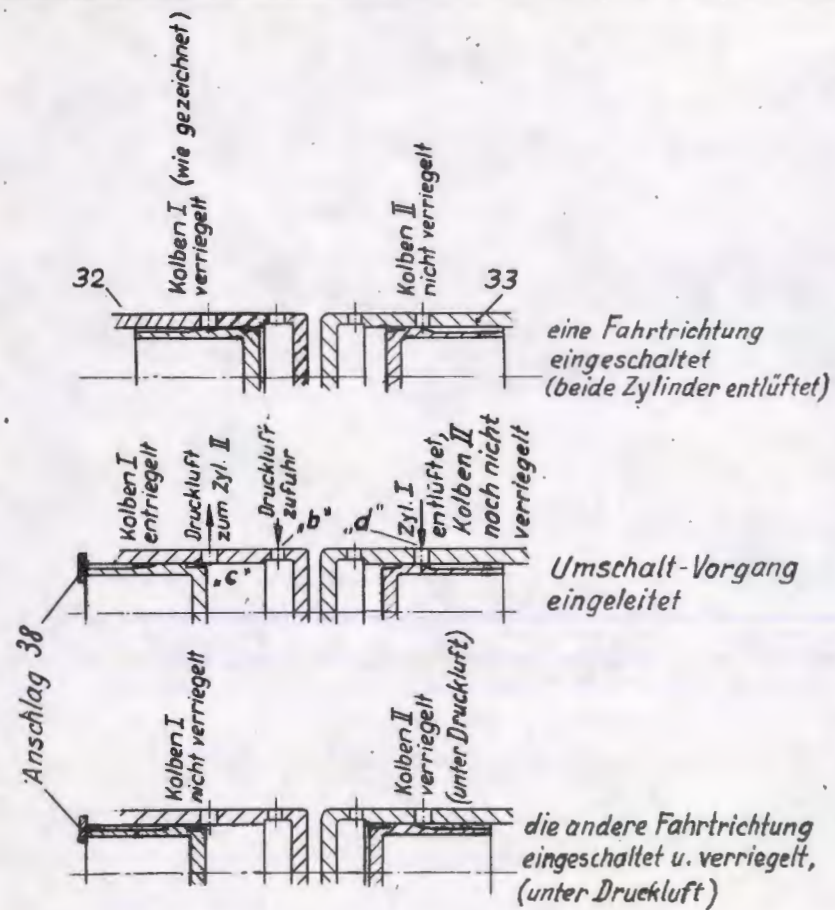 Kolben I (wie gezeichnet)
verriegelt
Kolben II
nicht verriegelt
32
33
eine Fahrtrichtung
eingeschaltet
(beide Zylinder entlüftet)
Kolben I
entriegelt
Druckluft
zum Zyl. II
Druckluft-
zufuhr
„b“
„d“
Zyl. I
entlüftet,
Kolben II
noch nicht
verriegelt
„c“
Umschalt-Vorgang
eingeleitet
Anschlag 38
Kolben I
nicht verriegelt
Kolben II
verriegelt
(unter Druckluft)
die andere Fahrtrichtung
eingeschaltet u. verriegelt,
(unter Druckluft)